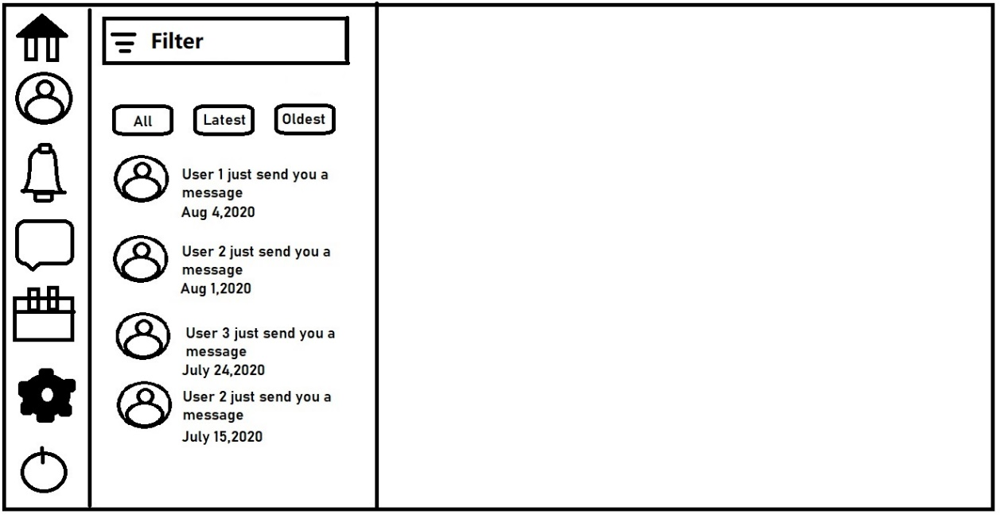 Filter
All Latest Oldest
User 1 just send you a
message
Aug 4,2020
User 2 just send you a
message
Aug 1,2020
User 3 just send you a
message
July 24,2020
User 2 just send you a
message
July 15,2020